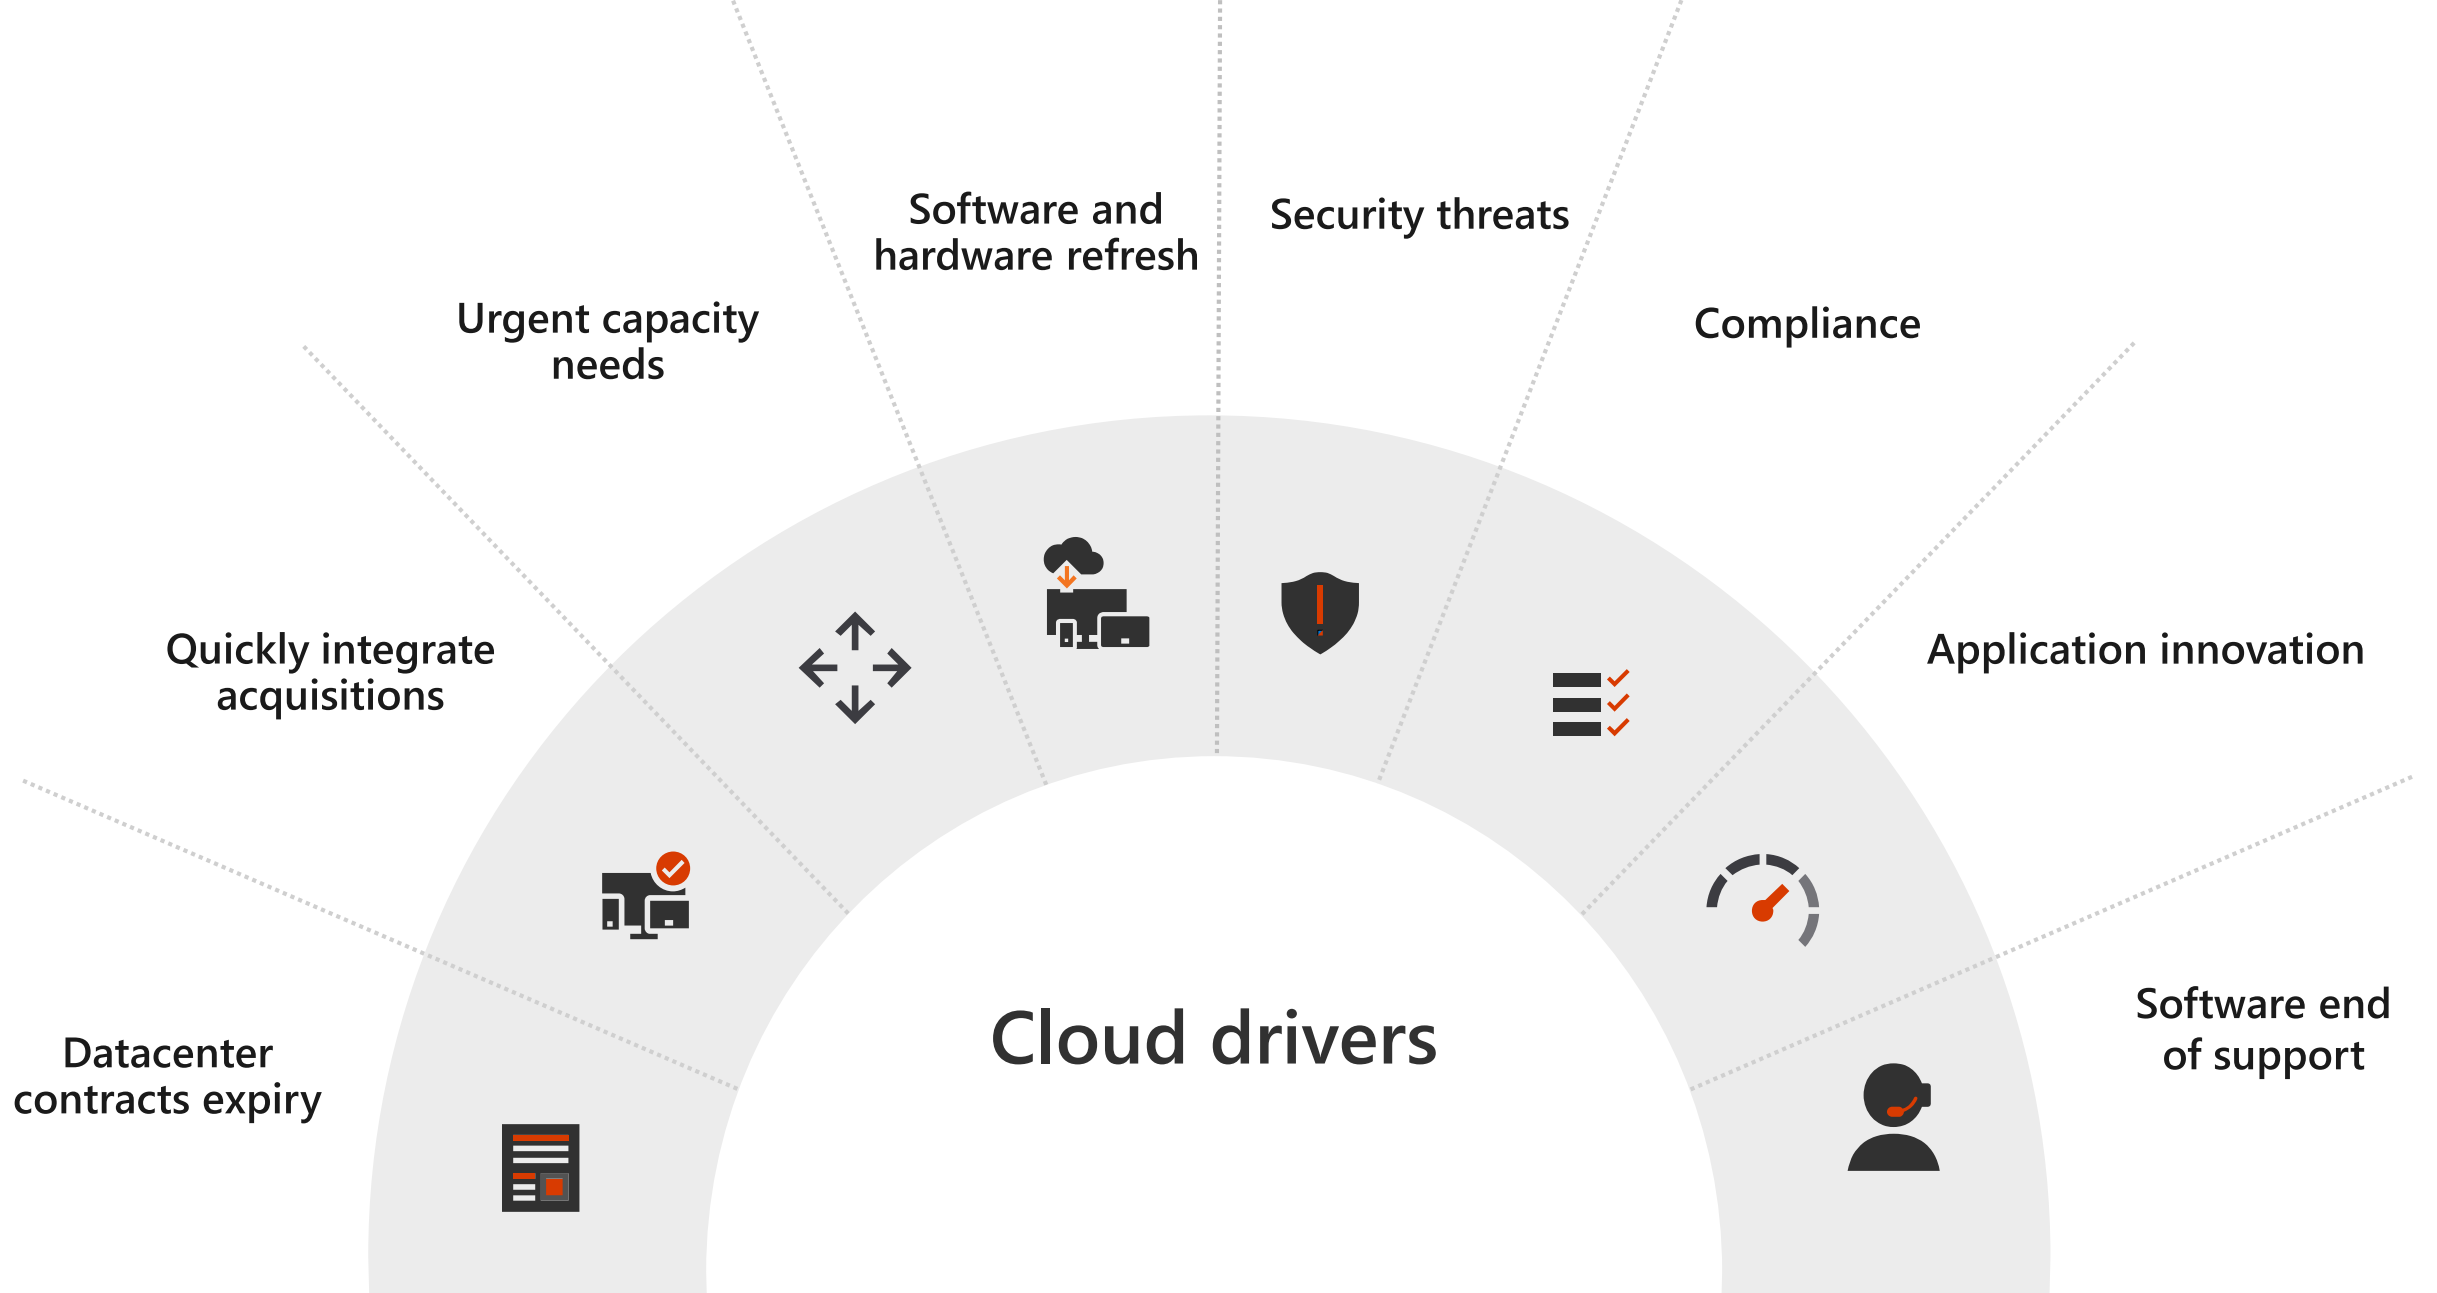 Software and
hardware refresh
Security threats
Urgent capacity
needs
Compliance
Quickly integrate
acquisitions
Application innovation
Datacenter
contracts expiry
Cloud drivers
Software end
of support